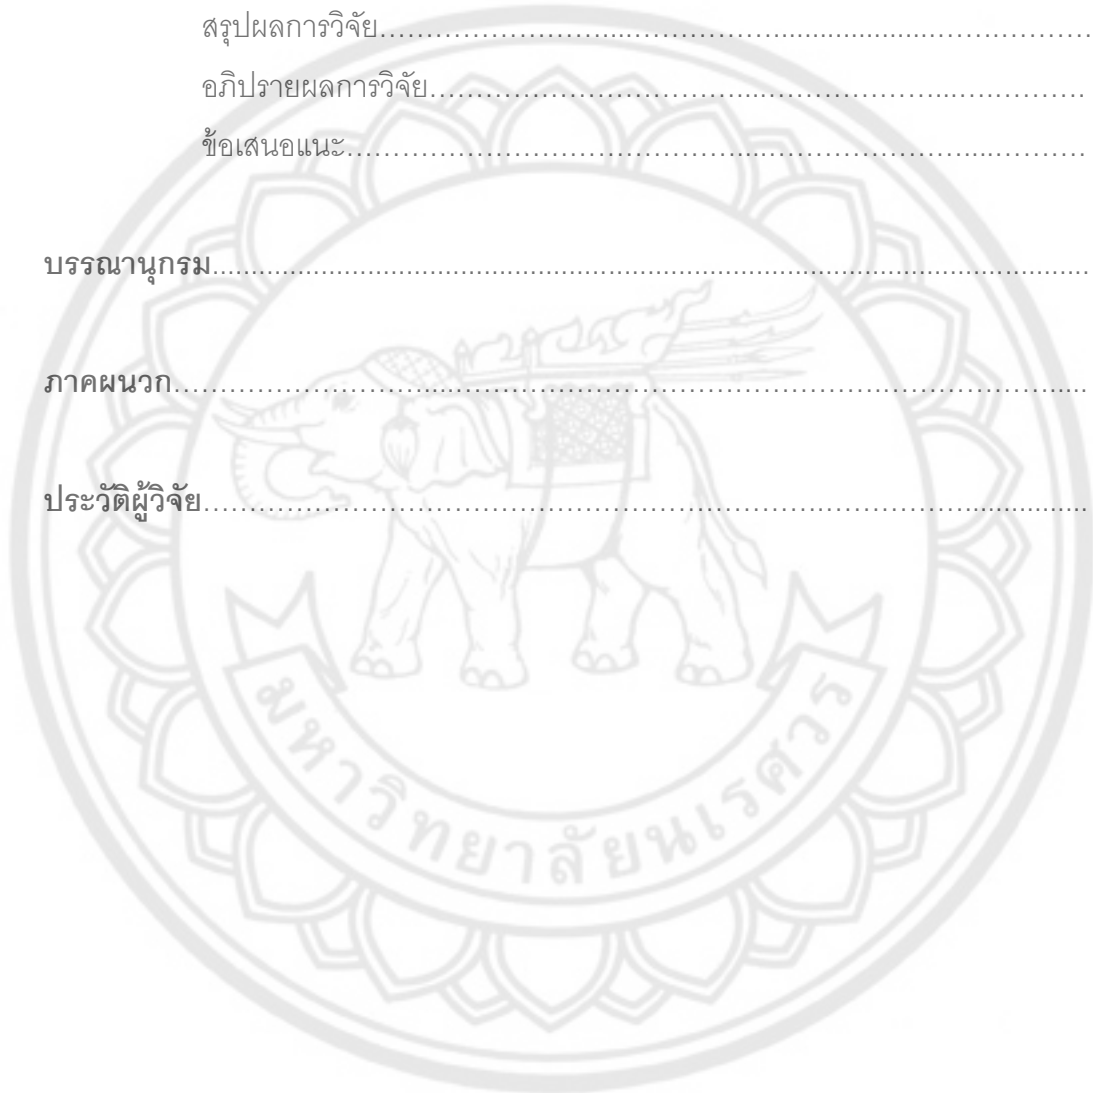 สรุปผลการวิจัย................................................................................
อภิปรายผลการวิจัย................................................................................
ข้อเสนอแนะ................................................................................
บรรณานุกรม................................................................................
ภาคผนวก................................................................................
ประวัติผู้วิจัย................................................................................
มหาวิทยาลัยนเรศวร